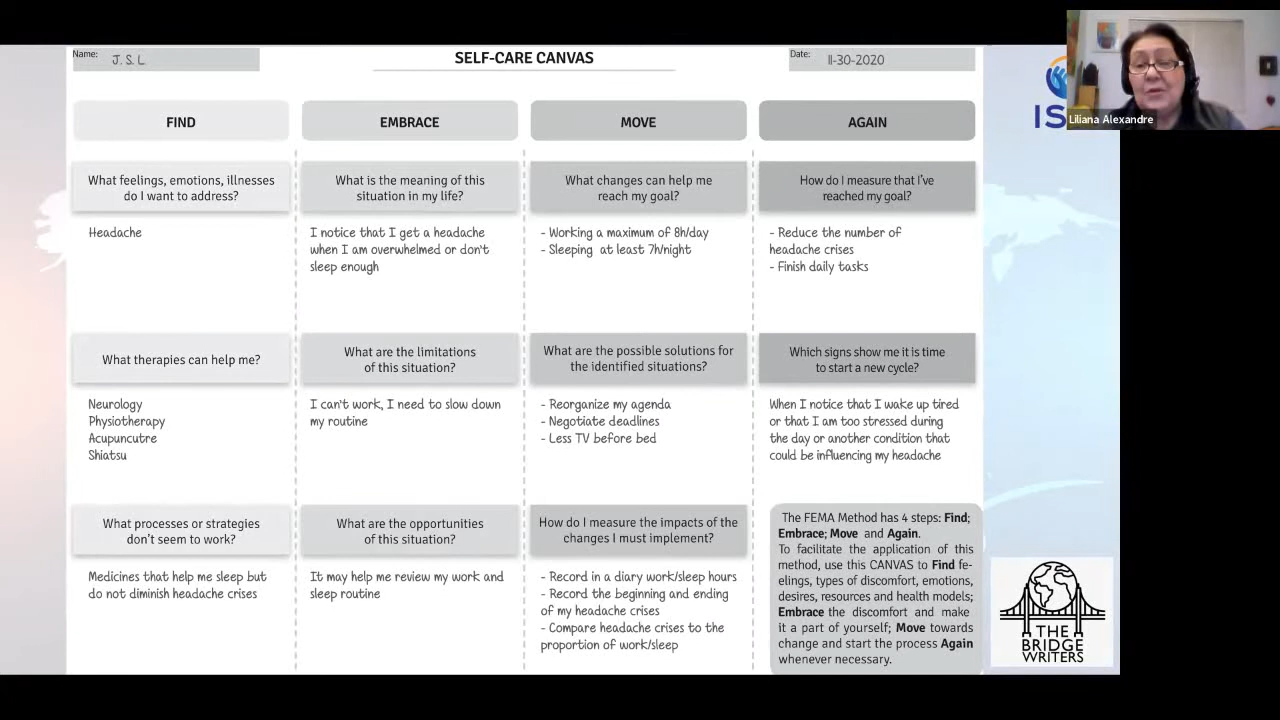 Name: J. S. L.
SELF-CARE CANVAS
Date: 11-30-2020
IS
Liliana Alexandre
FIND
EMBRACE
MOVE
AGAIN
What feelings, emotions, illnesses
do I want to address?
Headache
What is the meaning of this
situation in my life?
I notice that I get a headache
when I am overwhelmed or don't
sleep enough
What changes can help me
reach my goal?
- Working a maximum of 8h/day
- Sleeping at least 7h/night
How do I measure that i've
reached my goal?
- Reduce the number of
headache crises
- Finish daily tasks
What therapies can help me?
Neurology
Physiotherapy
Acupuncutre
Shiatsu
What are the limitations
of this situation?
I can't work, I need to slow down
my routine
What are the possible solutions for
the identified situations?
- Reorganize my agenda
- Negotiate deadlines
- Less TV before bed
Which signs show me it is time
to start a new cycle?
When I notice that I wake up tired
or that I am too stressed during
the day or another condition that
could be influencing my headache
What processes or strategies
don't seem to work?
Medicines that help me sleep but
do not diminish headache crises
What are the opportunities
of this situation?
It may help me review my work and
sleep routine
How do I measure the impacts of the
changes I must implement?
- Record in a diary work/sleep hours
- Record the beginning and ending
of my headache crises
- Compare headache crises to the
proportion of work/sleep
The FEMA Method has 4 steps: Find;
Embrace; Move and Again.
To facilitate the application of this
method, use this CANVAS to Find fe-
elings, types of discomfort, emotions,
desires, resources and health models;
Embrace the discomfort and make
it a part of yourself; Move towards
change and start the process Again
whenever necessary.
THE
BRIDGE
WRITERS